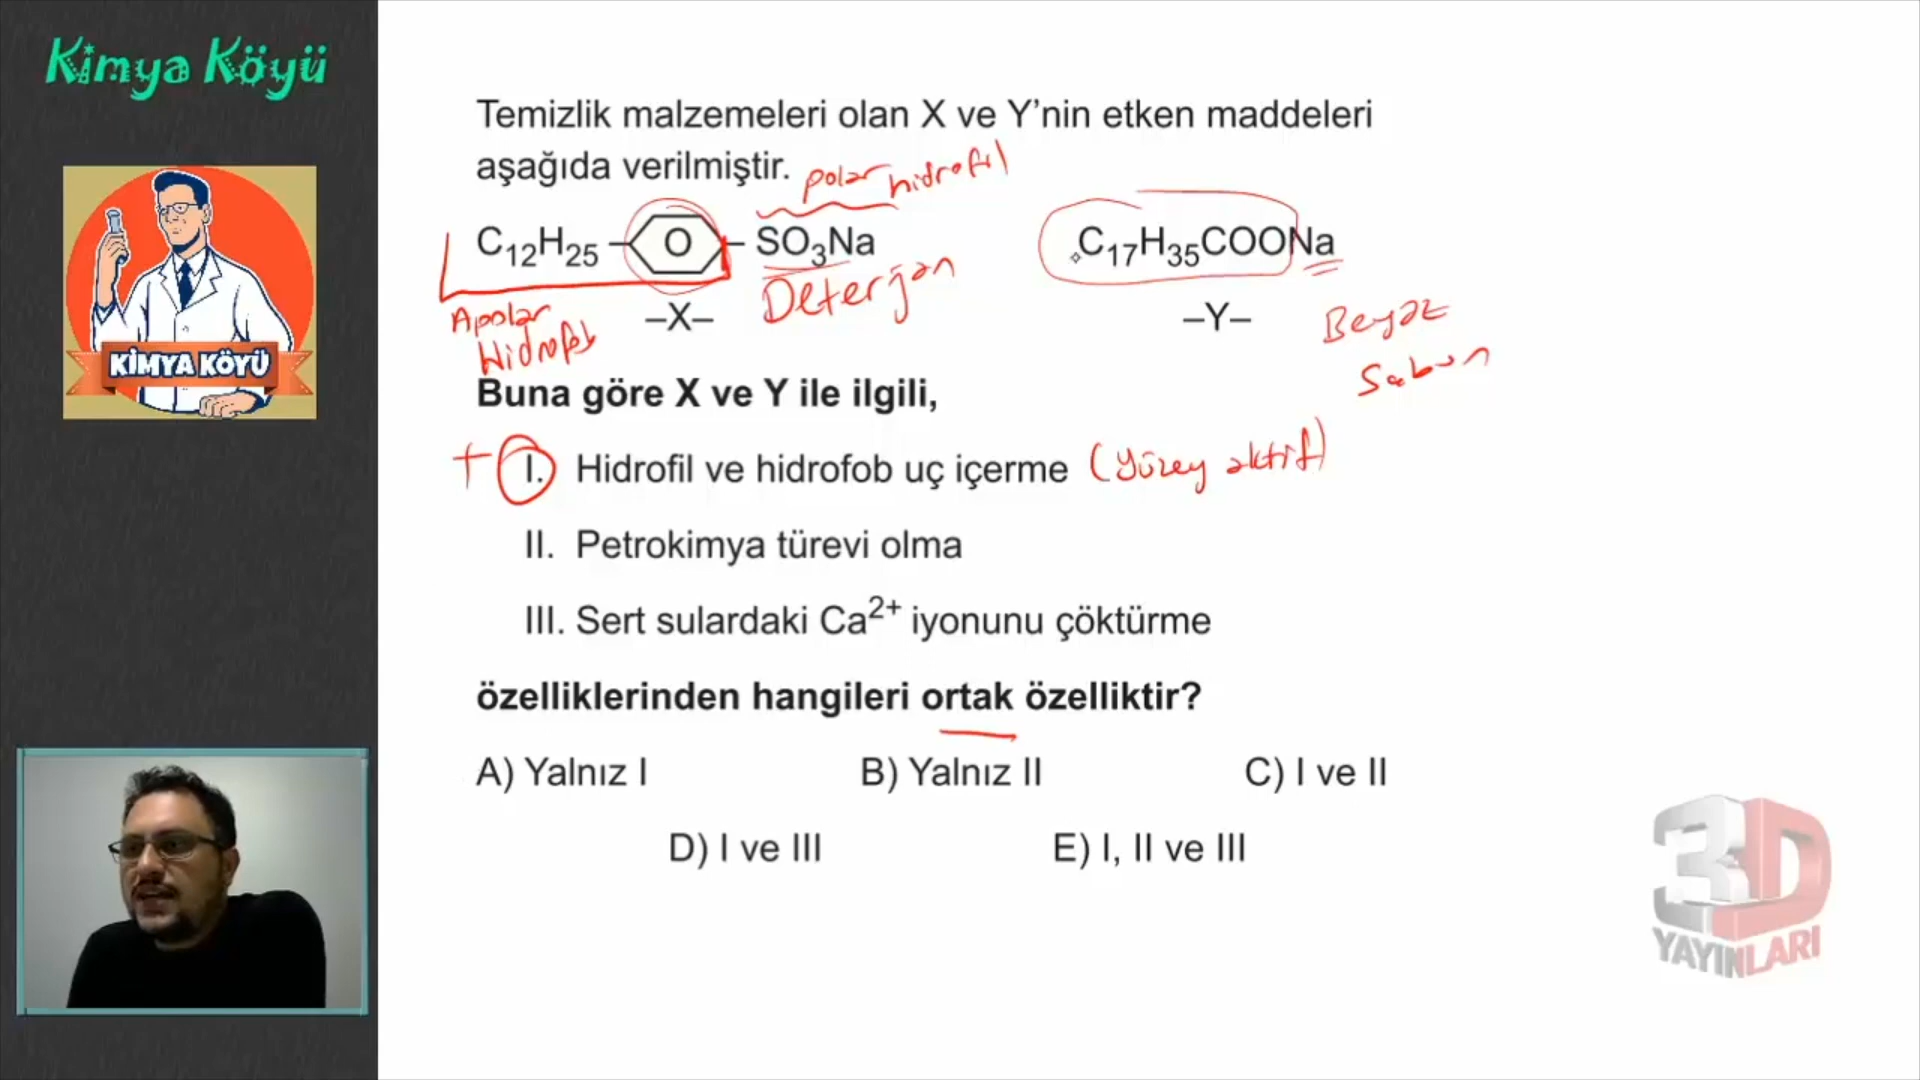 Kimya Köyü
KİMYA KÖYÜ
Temizlik malzemeleri olan X ve Y'nin etken maddeleri
aşağıda verilmiştir.
polar hidrofil
C₁₂H₂₅ – O – SO₃Na
C₁₇H₃₅COONa
Deterjan
Apolar
Hidrofob
–X–
–Y–
Beyaz
Sabun
Buna göre X ve Y ile ilgili,
+ I. Hidrofil ve hidrofob uç içerme (yüzey aktif)
II. Petrokimya türevi olma
III. Sert sulardaki Ca²⁺ iyonunu çöktürme
özelliklerinden hangileri ortak özelliktir?
A) Yalnız I B) Yalnız II C) I ve II
D) I ve III E) I, II ve III
3D
YAYINLARI